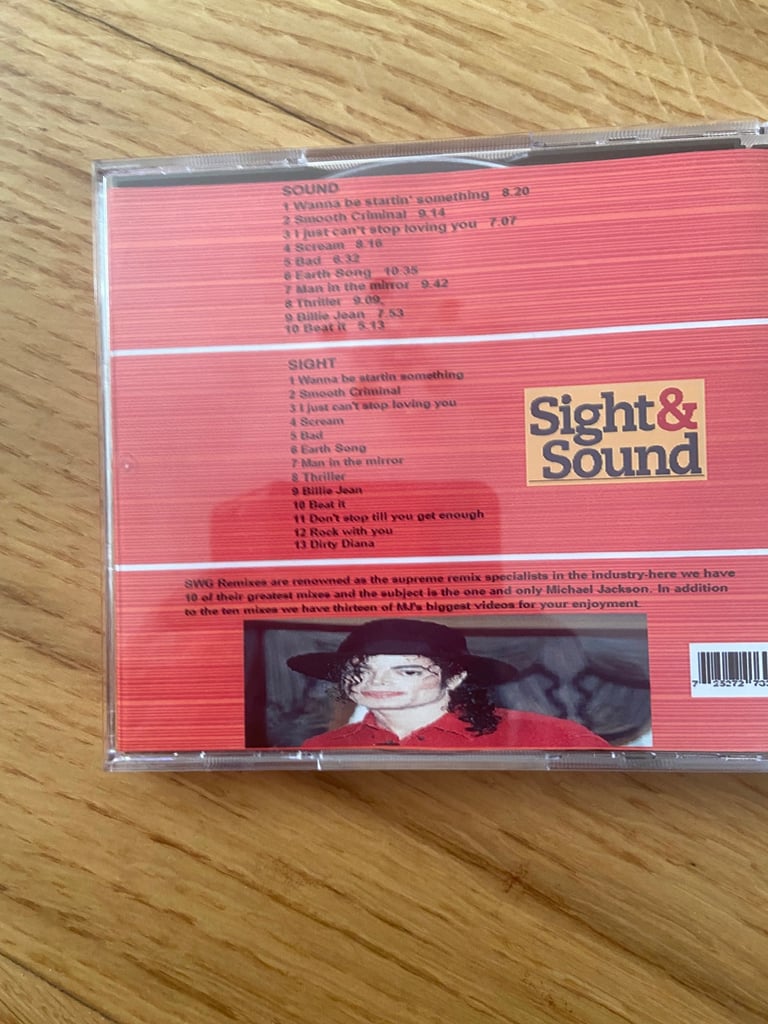 SOUND
1 Wanna be startin' something 8.20
2 Smooth Criminal 9.14
3 I just can't stop loving you 7.07
4 Scream 8.16
5 Bad 6.32
6 Earth Song 10.35
7 Man in the mirror 9.42
8 Thriller 9.09,
9 Billie Jean 7.53
10 Beat it 5.13
SIGHT
1 Wanna be startin something
2 Smooth Criminal
3 I just can't stop loving you
4 Scream
5 Bad
6 Earth Song
7 Man in the mirror
8 Thriller
9 Billie Jean
10 Beat it
11 Don't stop till you get enough
12 Rock with you
13 Dirty Diana
Sight&
Sound
SWG Remixes are renowned as the supreme remix specialists in the industry-here we have
10 of their greatest mixes and the subject is the one and only Michael Jackson. In addition
to the ten mixes we have thirteen of MJ's biggest videos for your enjoyment.